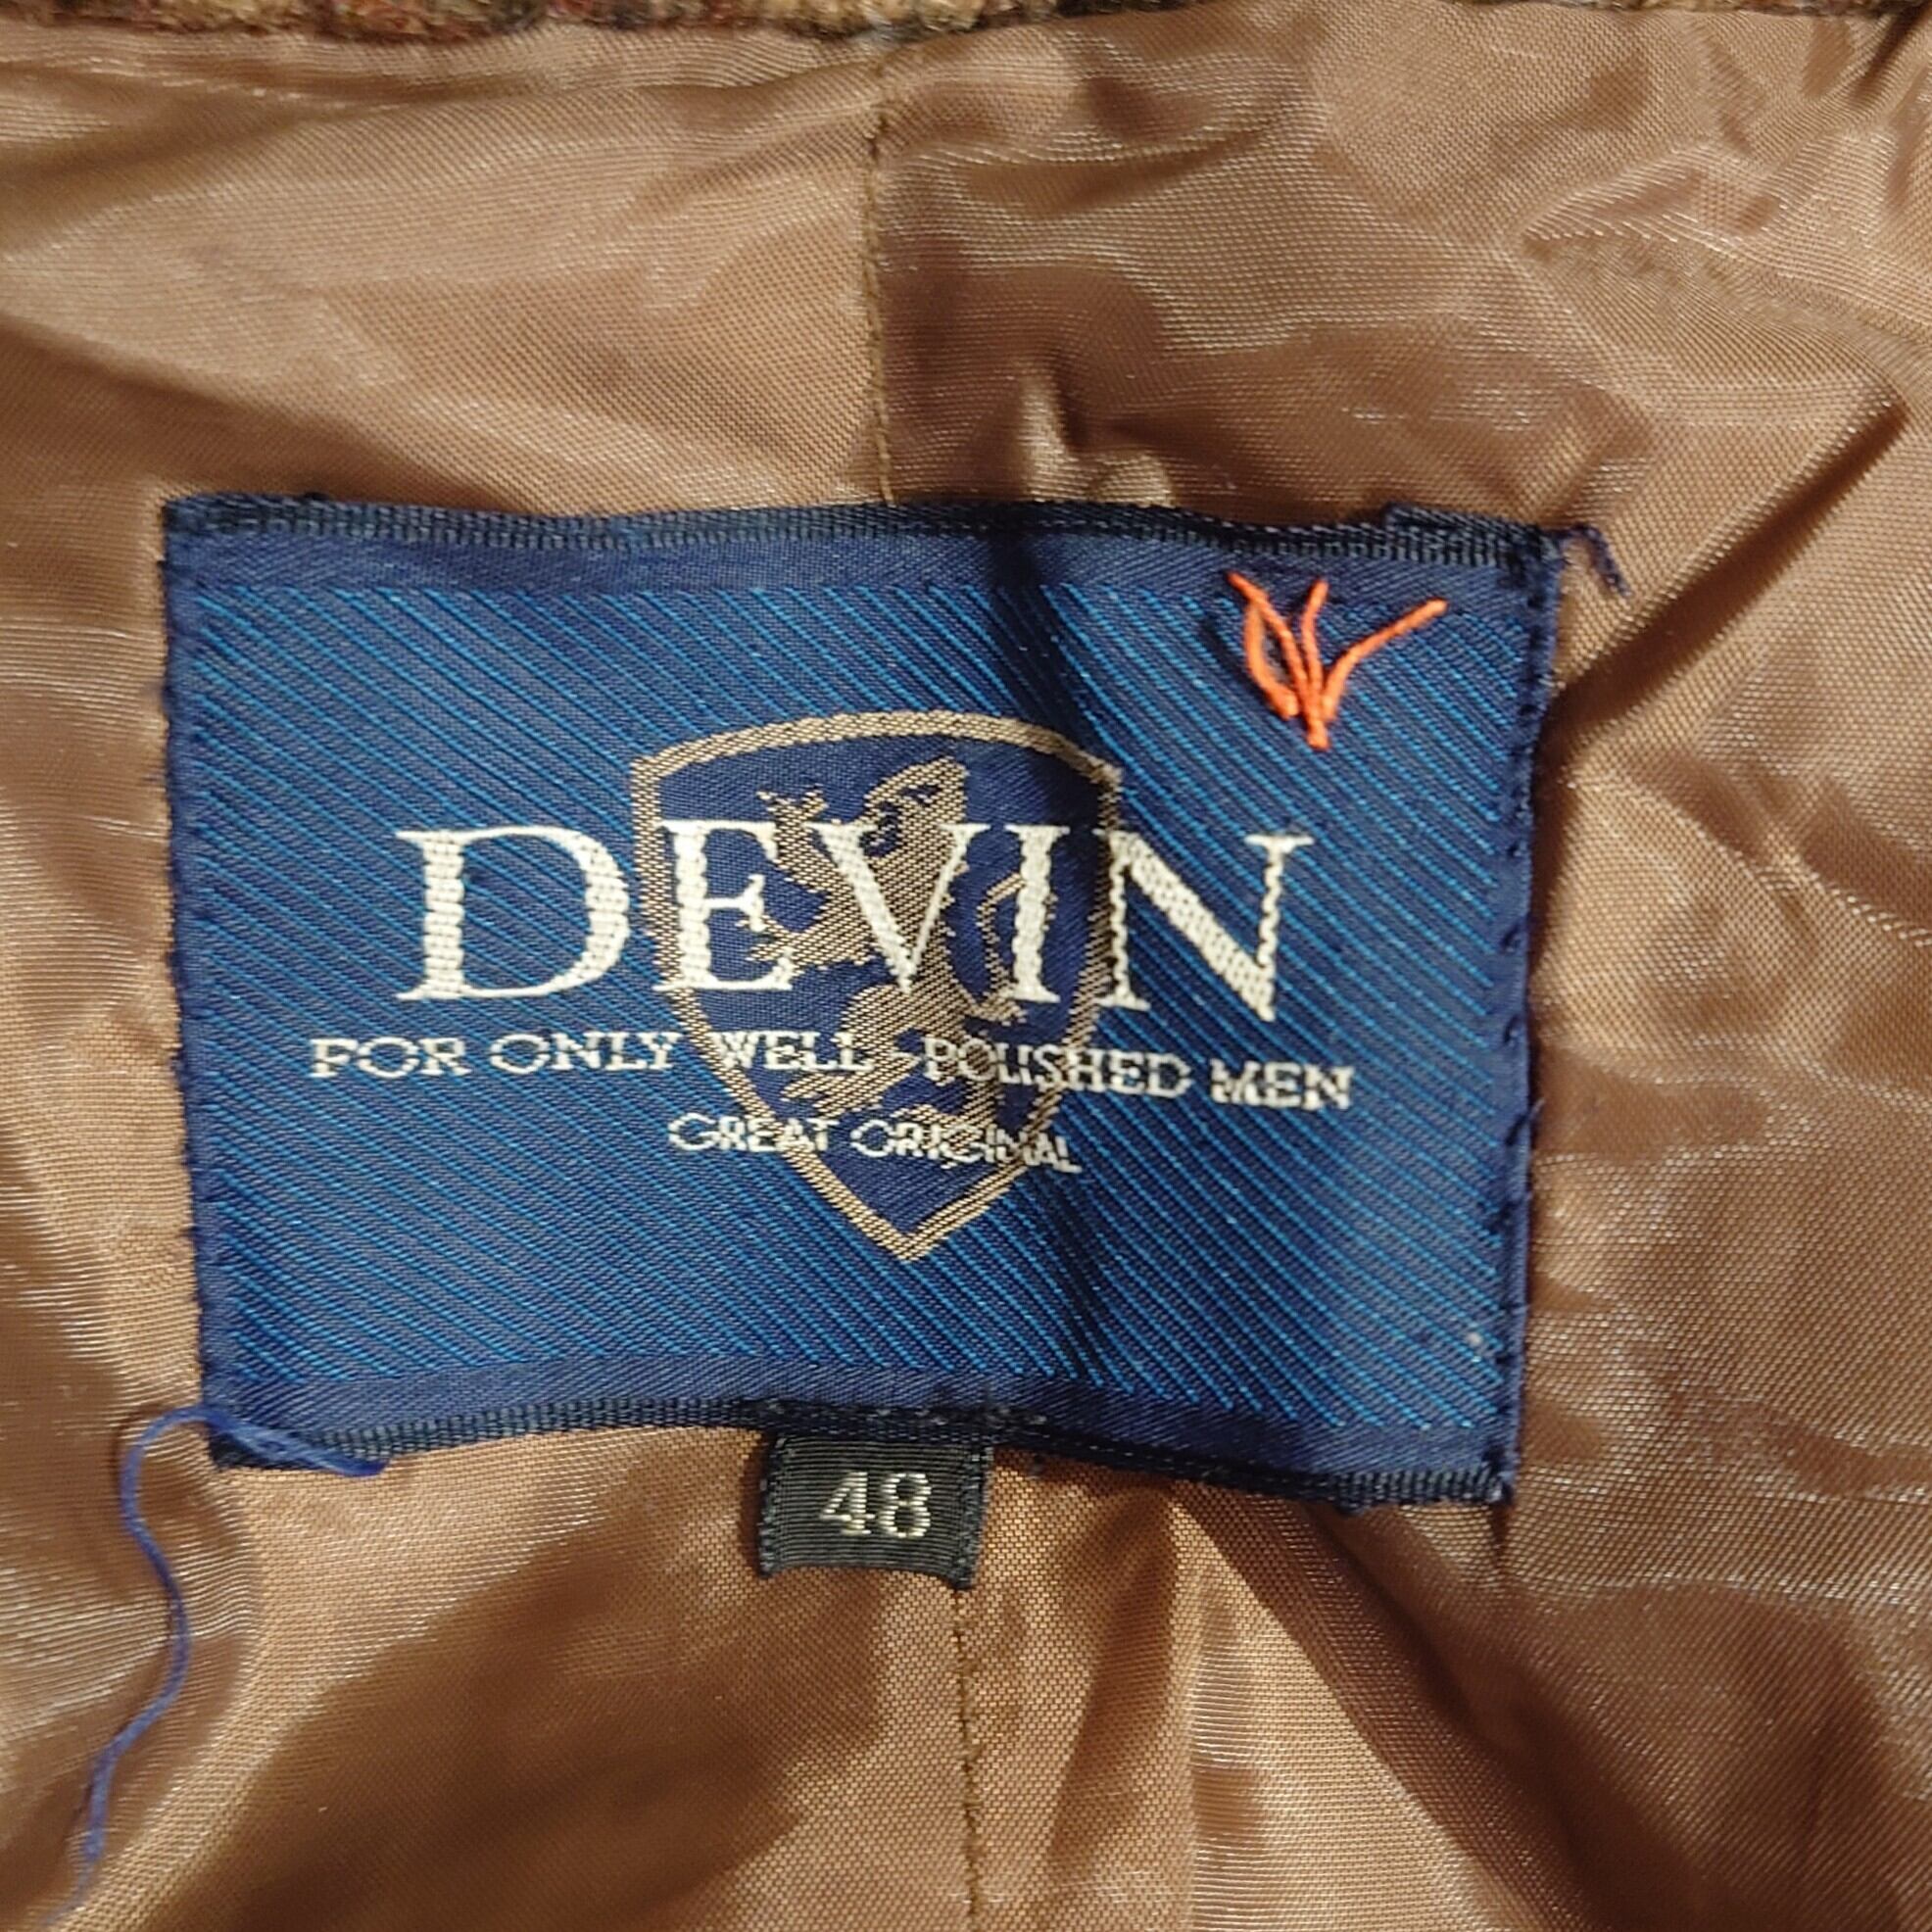 DEVIN
FOR ONLY WELL - POLISHED MEN
GREAT ORIGINAL
48